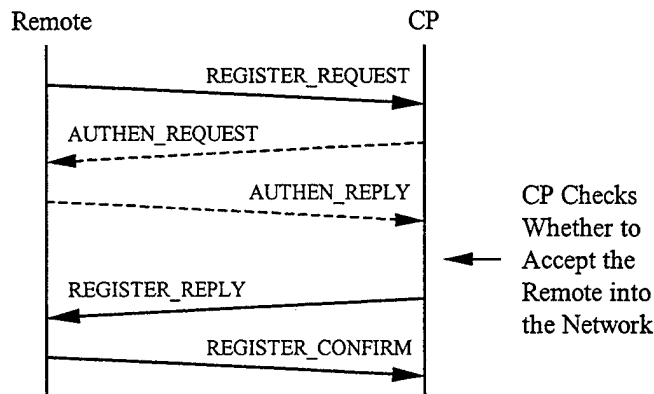 Remote
CP
REGISTER_REQUEST
AUTHEN_REQUEST
AUTHEN_REPLY
CP Checks
Whether to
Accept the
Remote into
the Network
REGISTER_REPLY
REGISTER_CONFIRM